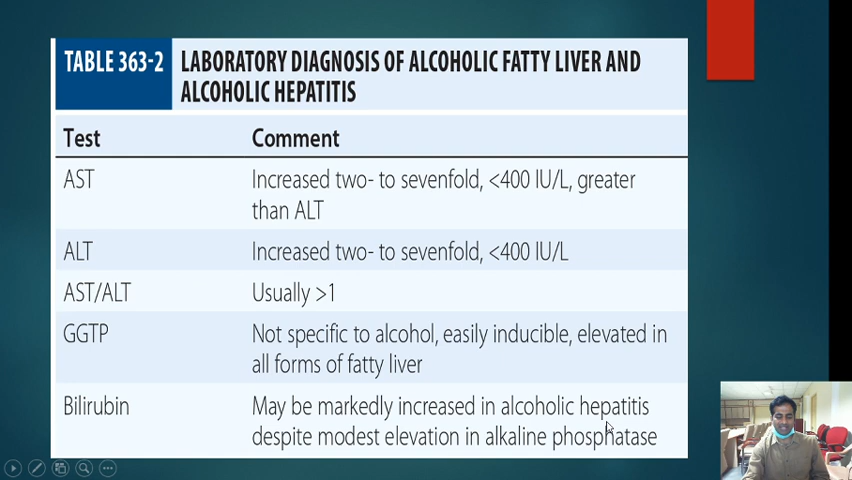 TABLE 363-2
LABORATORY DIAGNOSIS OF ALCOHOLIC FATTY LIVER AND
ALCOHOLIC HEPATITIS
Test Comment
AST Increased two- to sevenfold, <400 IU/L, greater
than ALT
ALT Increased two- to sevenfold, <400 IU/L
AST/ALT Usually >1
GGTP Not specific to alcohol, easily inducible, elevated in
all forms of fatty liver
Bilirubin May be markedly increased in alcoholic hepatitis
despite modest elevation in alkaline phosphatase